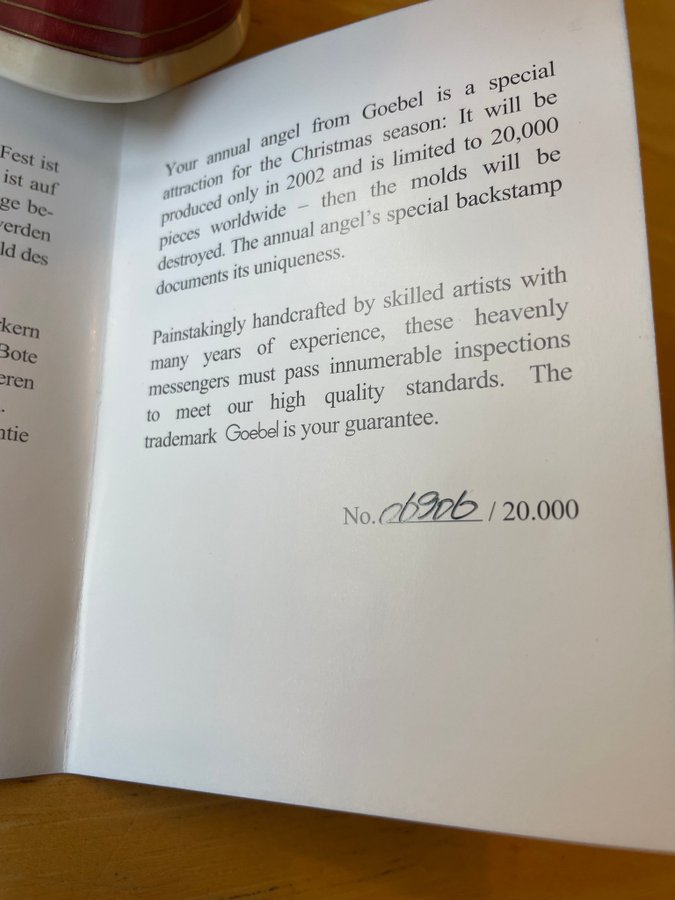 Fest ist
ist auf
ge be-
erden
ld des
kern
Bote
eren
.
ntie
Your annual angel from Goebel is a special
attraction for the Christmas season: It will be
produced only in 2002 and is limited to 20,000
pieces worldwide – then the molds will be
destroyed. The annual angel's special backstamp
documents its uniqueness.
Painstakingly handcrafted by skilled artists with
many years of experience, these heavenly
messengers must pass innumerable inspections
to meet our high quality standards. The
trademark Goebel is your guarantee.
No. 06906 / 20.000